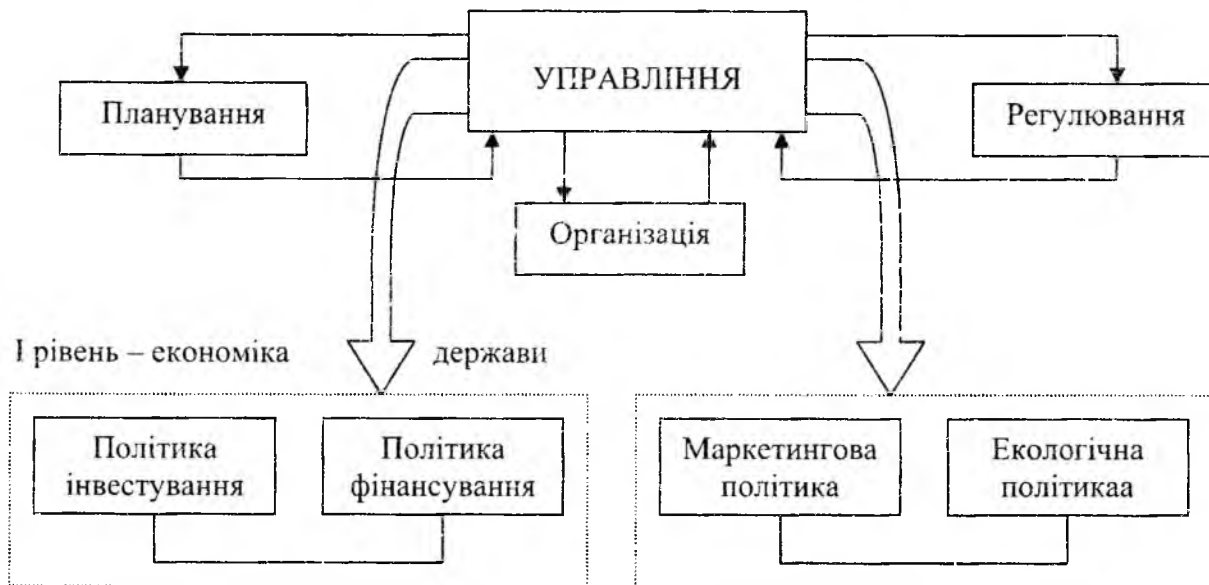 УПРАВЛІННЯ
Планування
Регулювання
Організація
І рівень – економіка держави
Політика
інвестування
Політика
фінансування
Маркетингова
політика
Екологічна
політикаа